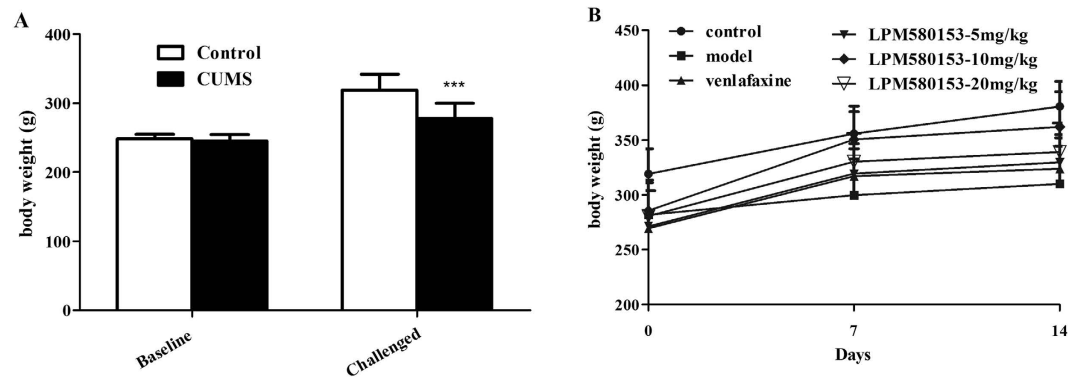 A
body weight (g)
400
300
200
100
0
Control
CUMS
***
Baseline
Challenged
B
body weight (g)
450
400
350
300
250
200
control
model
venlafaxine
LPM580153-5mg/kg
LPM580153-10mg/kg
LPM580153-20mg/kg
0
7
14
Days